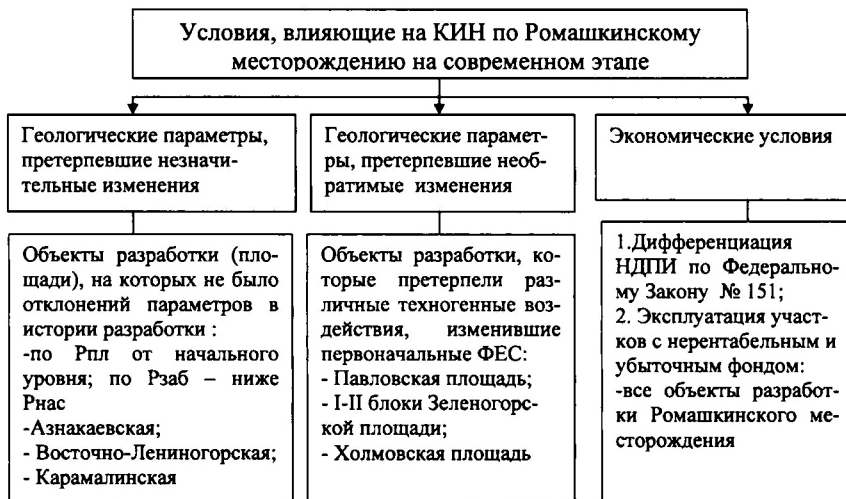 Условия, влияющие на КИН по Ромашкинскому
месторождению на современном этапе
Геологические параметры,
претерпевшие незначи-
тельные изменения
Геологические парамет-
ры, претерпевшие необ-
ратимые изменения
Экономические условия
Объекты разработки (пло-
щади), на которых не было
отклонений параметров в
истории разработки :
-по Рпл от начального
уровня; по Рзаб – ниже
Рнас
-Азнакаевская;
- Восточно-Лениногорская;
- Карамалинская
Объекты разработки, ко-
торые претерпели раз-
личные техногенные воз-
действия, изменившие
первоначальные ФЕС:
- Павловская площадь;
- I-II блоки Зеленогорс-
кой площади;
- Холмовская площадь
1.Дифференциация
НДПИ по Федерально-
му Закону № 151;
2. Эксплуатация участ-
ков с нерентабельным и
убыточным фондом:
-все объекты разработ-
ки Ромашкинского ме-
сторождения